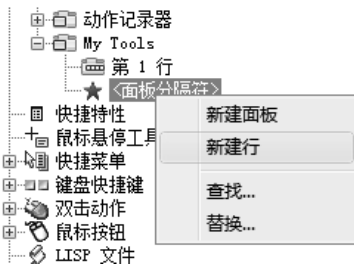 动作记录器
My Tools
第 1 行
<面板分隔符>
快捷特性
鼠标悬停工具
快捷菜单
键盘快捷键
双击动作
鼠标按钮
LISP 文件
新建面板
新建行
查找...
替换...